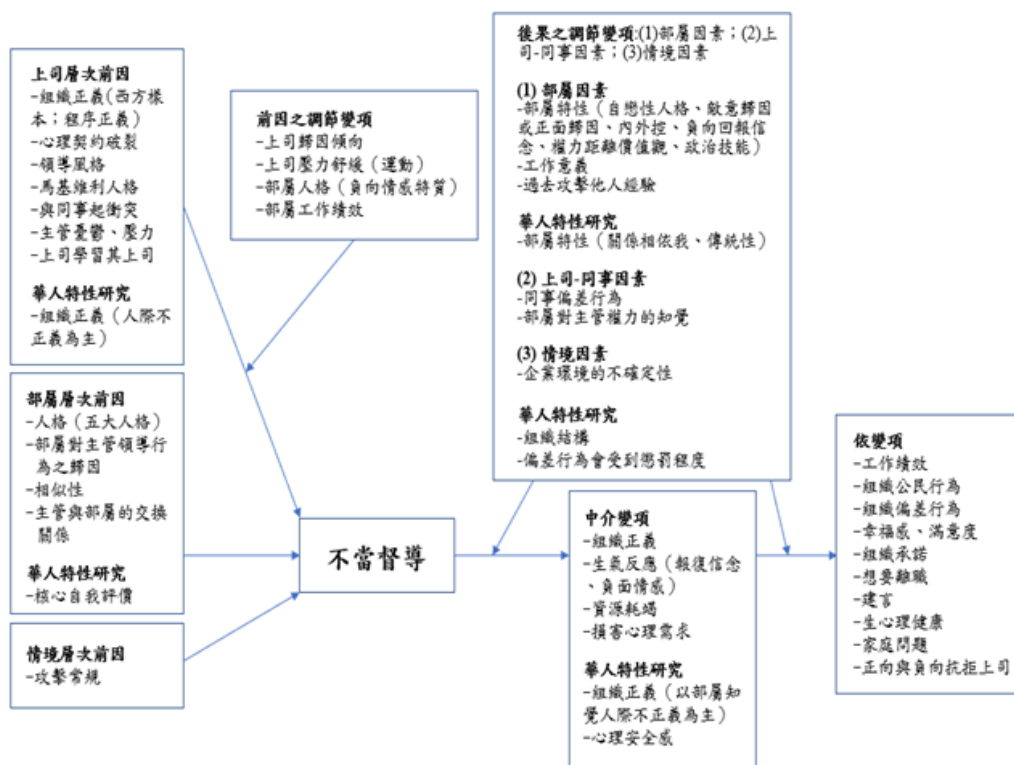 上司層次前因
-組織正義(西方樣
本；程序正義)
-心理契約破裂
-領導風格
-馬基維利人格
-與同事起衝突
-主管憂鬱、壓力
-上司學習其上司
華人特性研究
-組織正義（人際不
正義為主）
部屬層次前因
-人格（五大人格）
-部屬對主管領導行
為之歸因
-相似性
-主管與部屬的交換
關係
華人特性研究
-核心自我評價
情境層次前因
-攻擊常規
前因之調節變項
-上司歸因傾向
-上司壓力舒緩（運動）
-部屬人格（負向情感特質）
-部屬工作績效
不當督導
後果之調節變項:(1)部屬因素；(2)上
司-同事因素；(3)情境因素
(1) 部屬因素
-部屬特性（自戀性人格、敵意歸因
或正面歸因、內外控、負向回報信
念、權力距離價值觀、政治技能）
-工作意義
-過去攻擊他人經驗
華人特性研究
-部屬特性（關係相依我、傳統性）
(2) 上司-同事因素
-同事偏差行為
-部屬對主管權力的知覺
(3) 情境因素
-企業環境的不確定性
華人特性研究
-組織結構
-偏差行為會受到懲罰程度
中介變項
-組織正義
-生氣反應（報復信念
、負面情感）
-資源耗竭
-損害心理需求
華人特性研究
-組織正義（以部屬知
覺人際不正義為主）
-心理安全感
依變項
-工作績效
-組織公民行為
-組織偏差行為
-幸福感、滿意度
-組織承諾
-想要離職
-建言
-生心理健康
-家庭問題
-正向與負向抗拒上司